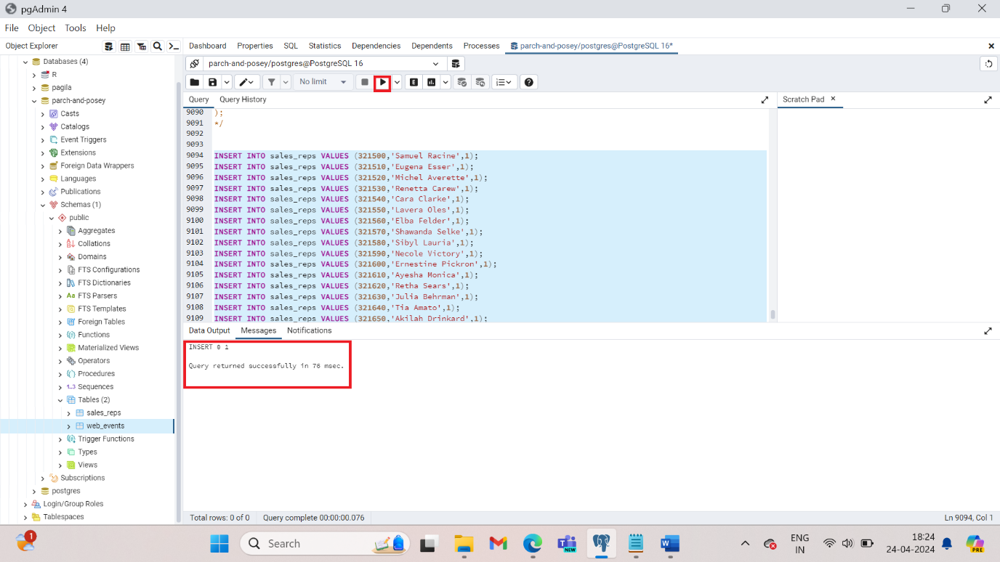 pgAdmin 4
File Object Tools Help
Object Explorer
Dashboard Properties SQL Statistics Dependencies Dependents Processes parch-and-posey/postgres@PostgreSQL 16*
Databases (4)
R
pagila
parch-and-posey
Casts
Catalogs
Event Triggers
Extensions
Foreign Data Wrappers
Languages
Publications
Schemas (1)
public
Aggregates
Collations
Domains
FTS Configurations
FTS Dictionaries
Aa FTS Parsers
FTS Templates
Foreign Tables
Functions
Materialized Views
Operators
Procedures
1..3 Sequences
Tables (2)
sales_reps
web_events
Trigger Functions
Types
Views
Subscriptions
postgres
Login/Group Roles
Tablespaces
parch-and-posey/postgres@PostgreSQL 16
No limit
E
Query Query History
Scratch Pad
9090 );
9091 */
9092
9093
9094 INSERT INTO sales_reps VALUES (321500,'Samuel Racine',1);
9095 INSERT INTO sales_reps VALUES (321510,'Eugena Esser',1);
9096 INSERT INTO sales_reps VALUES (321520,'Michel Averette',1);
9097 INSERT INTO sales_reps VALUES (321530,'Renetta Carew',1);
9098 INSERT INTO sales_reps VALUES (321540,'Cara Clarke',1);
9099 INSERT INTO sales_reps VALUES (321550,'Lavera Oles',1);
9100 INSERT INTO sales_reps VALUES (321560,'Elba Felder',1);
9101 INSERT INTO sales_reps VALUES (321570,'Shawanda Selke',1);
9102 INSERT INTO sales_reps VALUES (321580,'Sibyl Lauria',1);
9103 INSERT INTO sales_reps VALUES (321590,'Necole Victory',1);
9104 INSERT INTO sales_reps VALUES (321600,'Ernestine Pickron',1);
9105 INSERT INTO sales_reps VALUES (321610,'Ayesha Monica',1);
9106 INSERT INTO sales_reps VALUES (321620,'Retha Sears',1);
9107 INSERT INTO sales_reps VALUES (321630,'Julia Behrman',1);
9108 INSERT INTO sales_reps VALUES (321640,'Tia Amato',1);
9109 INSERT INTO sales_reps VALUES (321650,'Akilah Drinkard',1);
Data Output Messages Notifications
INSERT 0 1
Query returned successfully in 76 msec.
Total rows: 0 of 0 Query complete 00:00:00.076 Ln 9094, Col 1
1
Search
NEW
ENG
IN
18:24
24-04-2024
PRE